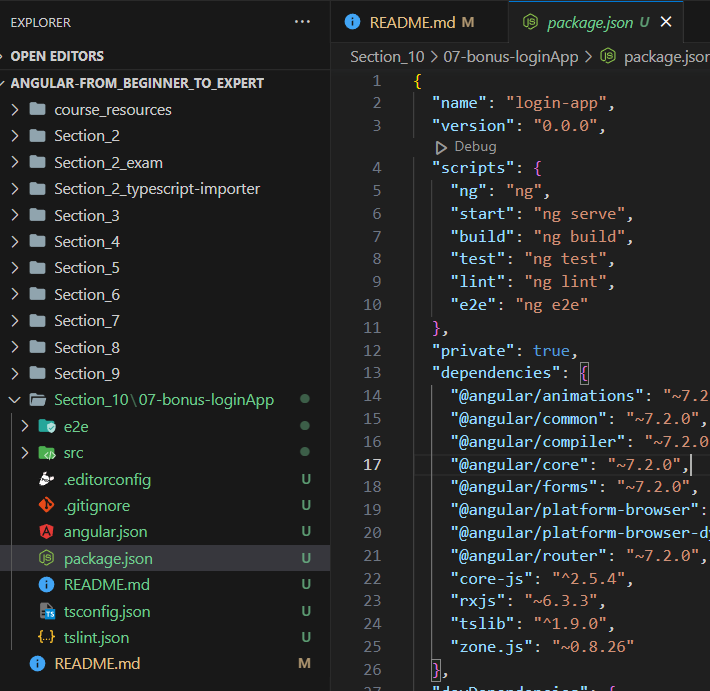 EXPLORER
OPEN EDITORS
ANGULAR-FROM_BEGINNER_TO_EXPERT
course_resources
Section_2
Section_2_exam
Section_2_typescript-importer
Section_3
Section_4
Section_5
Section_6
Section_7
Section_8
Section_9
Section_10\07-bonus-loginApp
e2e
src
.editorconfig U
.gitignore U
angular.json U
package.json U
README.md U
tsconfig.json U
tslint.json U
README.md M
README.md M
package.json U
Section_10 > 07-bonus-loginApp > package.json
1 {
2 "name": "login-app",
3 "version": "0.0.0",
Debug
4 "scripts": {
5 "ng": "ng",
6 "start": "ng serve",
7 "build": "ng build",
8 "test": "ng test",
9 "lint": "ng lint",
10 "e2e": "ng e2e"
11 },
12 "private": true,
13 "dependencies": {
14 "@angular/animations": "~7.2
15 "@angular/common": "~7.2.0",
16 "@angular/compiler": "~7.2.0
17 "@angular/core": "~7.2.0",
18 "@angular/forms": "~7.2.0",
19 "@angular/platform-browser":
20 "@angular/platform-browser-dy
21 "@angular/router": "~7.2.0",
22 "core-js": "^2.5.4",
23 "rxjs": "~6.3.3",
24 "tslib": "^1.9.0",
25 "zone.js": "~0.8.26"
26 },
27 "devDependencies": {